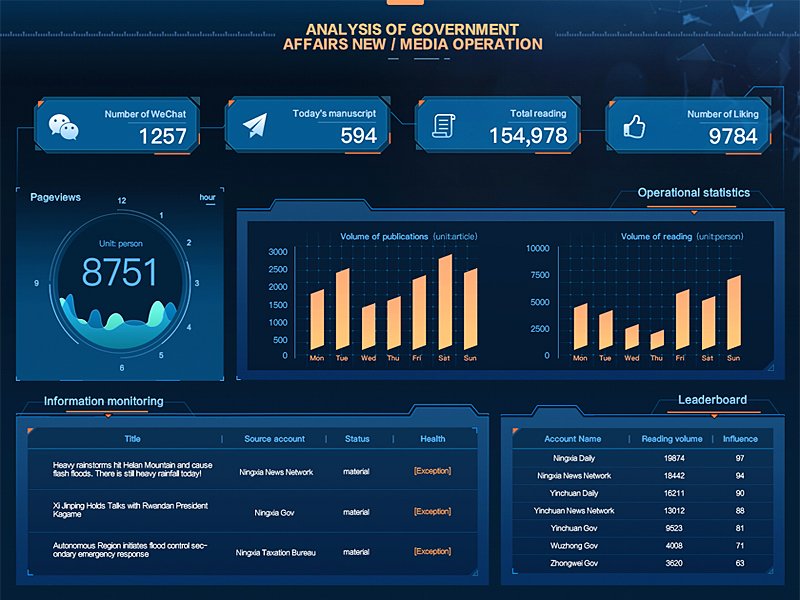 ANALYSIS OF GOVERNMENT
AFFAIRS NEW / MEDIA OPERATION
Number of WeChat
1257
Today's manuscript
594
Total reading
154,978
Number of Liking
9784
Pageviews
hour
12
1
2
3
4
5
6
9
Unit: person
8751
Operational statistics
Volume of publications (unit:article)
3000
2500
2000
1500
1000
500
0
Mon Tue Wed Thu Fri Sat Sun
Volume of reading (unit:person)
10000
7500
5000
2500
0
Mon Tue Wed Thu Fri Sat Sun
Information monitoring
Title Source account Status Health
Heavy rainstorms hit Helan Mountain and cause
flash floods. There is still heavy rainfall today!
Ningxia News Network material [Exception]
Xi Jinping Holds Talks with Rwandan President
Kagame
Ningxia Gov material [Exception]
Autonomous Region initiates flood control sec-
ondary emergency response
Ningxia Taxation Bureau material [Exception]
Leaderboard
Account Name Reading volume Influence
Ningxia Daily 19874 97
Ningxia News Network 18442 94
Yinchuan Daily 16211 90
Yinchuan News Network 13012 88
Yinchuan Gov 9523 81
Wuzhong Gov 4008 71
Zhongwei Gov 3620 63